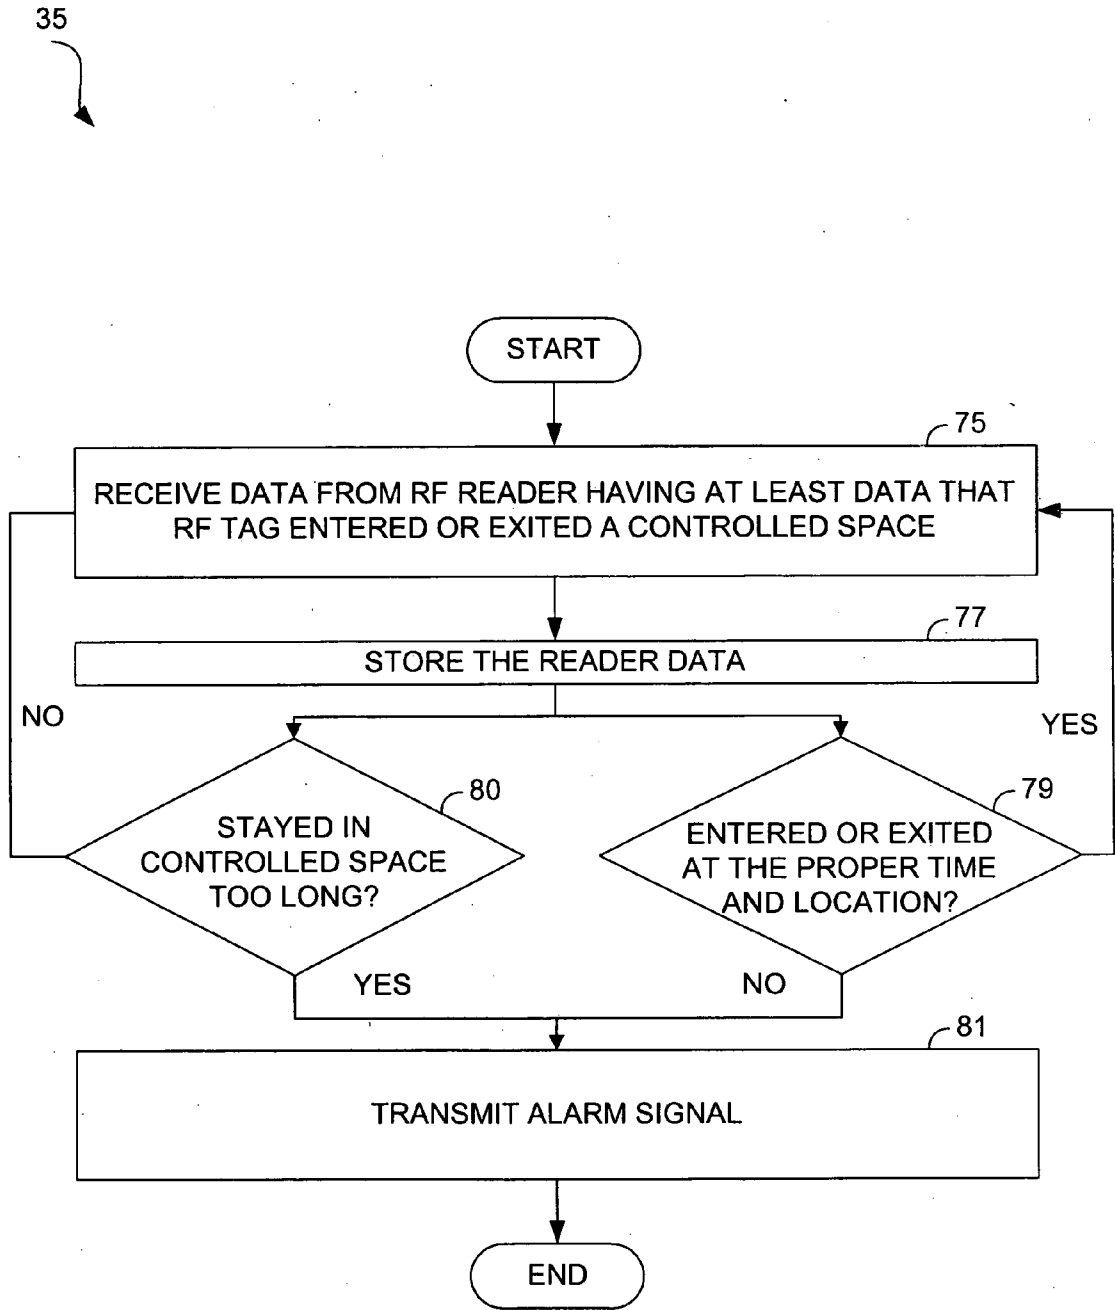 35
START
75
RECEIVE DATA FROM RF READER HAVING AT LEAST DATA THAT
RF TAG ENTERED OR EXITED A CONTROLLED SPACE
77
STORE THE READER DATA
NO
YES
80
STAYED IN
CONTROLLED SPACE
TOO LONG?
79
ENTERED OR EXITED
AT THE PROPER TIME
AND LOCATION?
YES
NO
81
TRANSMIT ALARM SIGNAL
END